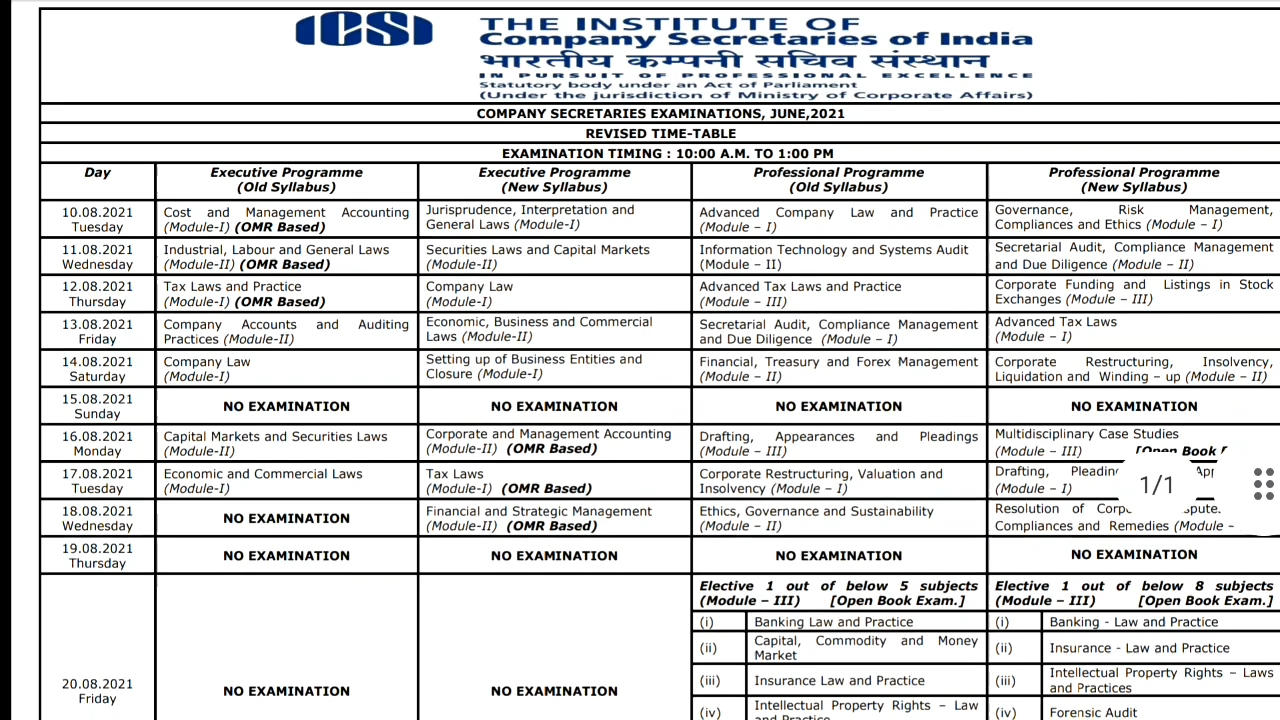 ICSI
THE INSTITUTE OF
Company Secretaries of India
भारतीय कम्पनी सचिव संस्थान
IN PURSUIT OF PROFESSIONAL EXCELLENCE
Statutory body under an Act of Parliament
(Under the jurisdiction of Ministry of Corporate Affairs)
COMPANY SECRETARIES EXAMINATIONS, JUNE,2021
REVISED TIME-TABLE
EXAMINATION TIMING : 10:00 A.M. TO 1:00 PM
Day
Executive Programme
(Old Syllabus)
Executive Programme
(New Syllabus)
Professional Programme
(Old Syllabus)
Professional Programme
(New Syllabus)
10.08.2021
Tuesday
Cost and Management Accounting
(Module-I) (OMR Based)
Jurisprudence, Interpretation and
General Laws (Module-I)
Advanced Company Law and Practice
(Module – I)
Governance, Risk Management,
Compliances and Ethics (Module – I)
11.08.2021
Wednesday
Industrial, Labour and General Laws
(Module-II) (OMR Based)
Securities Laws and Capital Markets
(Module-II)
Information Technology and Systems Audit
(Module – II)
Secretarial Audit, Compliance Management
and Due Diligence (Module – II)
12.08.2021
Thursday
Tax Laws and Practice
(Module-I) (OMR Based)
Company Law
(Module-I)
Advanced Tax Laws and Practice
(Module – III)
Corporate Funding and Listings in Stock
Exchanges (Module – III)
13.08.2021
Friday
Company Accounts and Auditing
Practices (Module-II)
Economic, Business and Commercial
Laws (Module-II)
Secretarial Audit, Compliance Management
and Due Diligence (Module – I)
Advanced Tax Laws
(Module – I)
14.08.2021
Saturday
Company Law
(Module-I)
Setting up of Business Entities and
Closure (Module-I)
Financial, Treasury and Forex Management
(Module – II)
Corporate Restructuring, Insolvency,
Liquidation and Winding – up (Module – II)
15.08.2021
Sunday
NO EXAMINATION
NO EXAMINATION
NO EXAMINATION
NO EXAMINATION
16.08.2021
Monday
Capital Markets and Securities Laws
(Module-II)
Corporate and Management Accounting
(Module-II) (OMR Based)
Drafting, Appearances and Pleadings
(Module – III)
Multidisciplinary Case Studies
(Module – III) [Open Book
17.08.2021
Tuesday
Economic and Commercial Laws
(Module-I)
Tax Laws
(Module-I) (OMR Based)
Corporate Restructuring, Valuation and
Insolvency (Module – I)
Drafting,
(Module – I)
1/1
18.08.2021
Wednesday
NO EXAMINATION
Financial and Strategic Management
(Module-II) (OMR Based)
Ethics, Governance and Sustainability
(Module – II)
Resolution of
Compliances and Remedies (Module –
19.08.2021
Thursday
NO EXAMINATION
NO EXAMINATION
NO EXAMINATION
NO EXAMINATION
20.08.2021
Friday
NO EXAMINATION
NO EXAMINATION
Elective 1 out of below 5 subjects
(Module – III) [Open Book Exam.]
(i) Banking Law and Practice
(ii) Capital, Commodity and Money
Market
(iii) Insurance Law and Practice
(iv) Intellectual Property Rights – Law
and Practice
Elective 1 out of below 8 subjects
(Module – III) [Open Book Exam.]
(i) Banking - Law and Practice
(ii) Insurance - Law and Practice
(iii) Intellectual Property Rights – Laws
and Practices
(iv) Forensic Audit